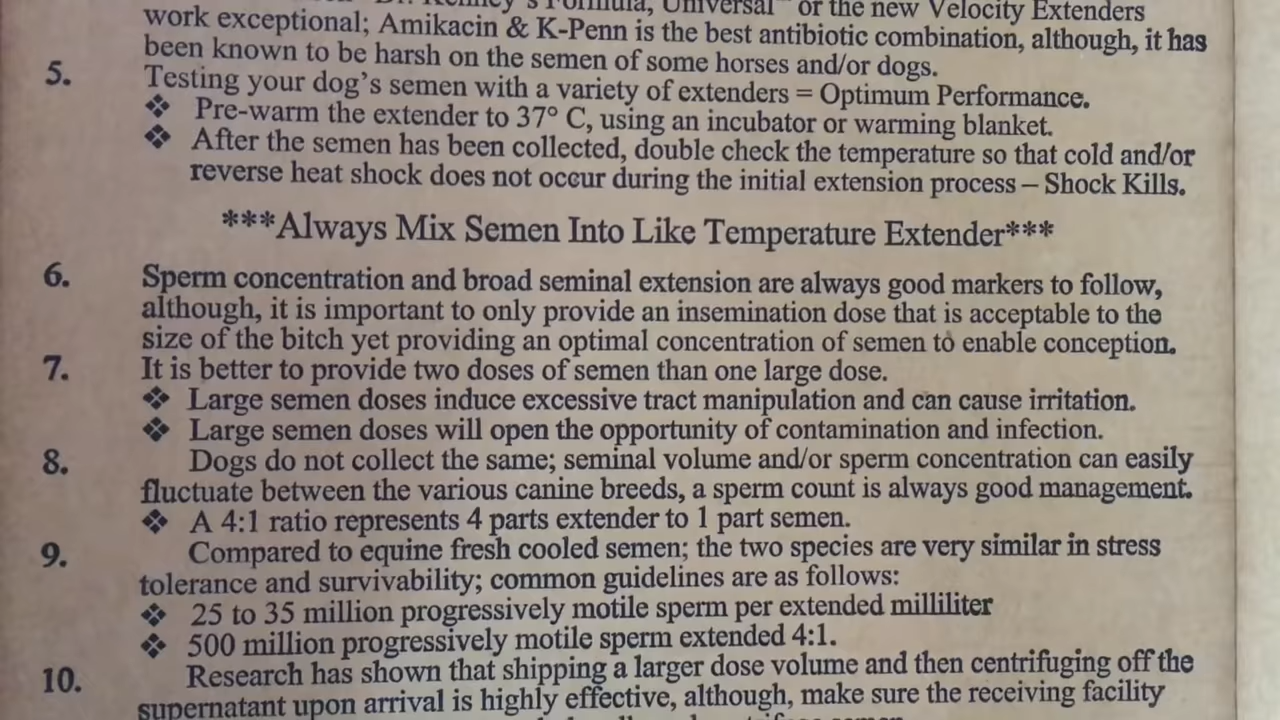 Dr. Kenney's Formula, Universal™ or the new Velocity Extenders
work exceptional; Amikacin & K-Penn is the best antibiotic combination, although, it has
been known to be harsh on the semen of some horses and/or dogs.
5. Testing your dog's semen with a variety of extenders = Optimum Performance.
❖ Pre-warm the extender to 37° C, using an incubator or warming blanket.
❖ After the semen has been collected, double check the temperature so that cold and/or
reverse heat shock does not occur during the initial extension process – Shock Kills.
***Always Mix Semen Into Like Temperature Extender***
6. Sperm concentration and broad seminal extension are always good markers to follow,
although, it is important to only provide an insemination dose that is acceptable to the
size of the bitch yet providing an optimal concentration of semen to enable conception.
7. It is better to provide two doses of semen than one large dose.
❖ Large semen doses induce excessive tract manipulation and can cause irritation.
❖ Large semen doses will open the opportunity of contamination and infection.
8. Dogs do not collect the same; seminal volume and/or sperm concentration can easily
fluctuate between the various canine breeds, a sperm count is always good management.
❖ A 4:1 ratio represents 4 parts extender to 1 part semen.
9. Compared to equine fresh cooled semen; the two species are very similar in stress
tolerance and survivability; common guidelines are as follows:
❖ 25 to 35 million progressively motile sperm per extended milliliter
❖ 500 million progressively motile sperm extended 4:1.
10. Research has shown that shipping a larger dose volume and then centrifuging off the
supernatant upon arrival is highly effective, although, make sure the receiving facility